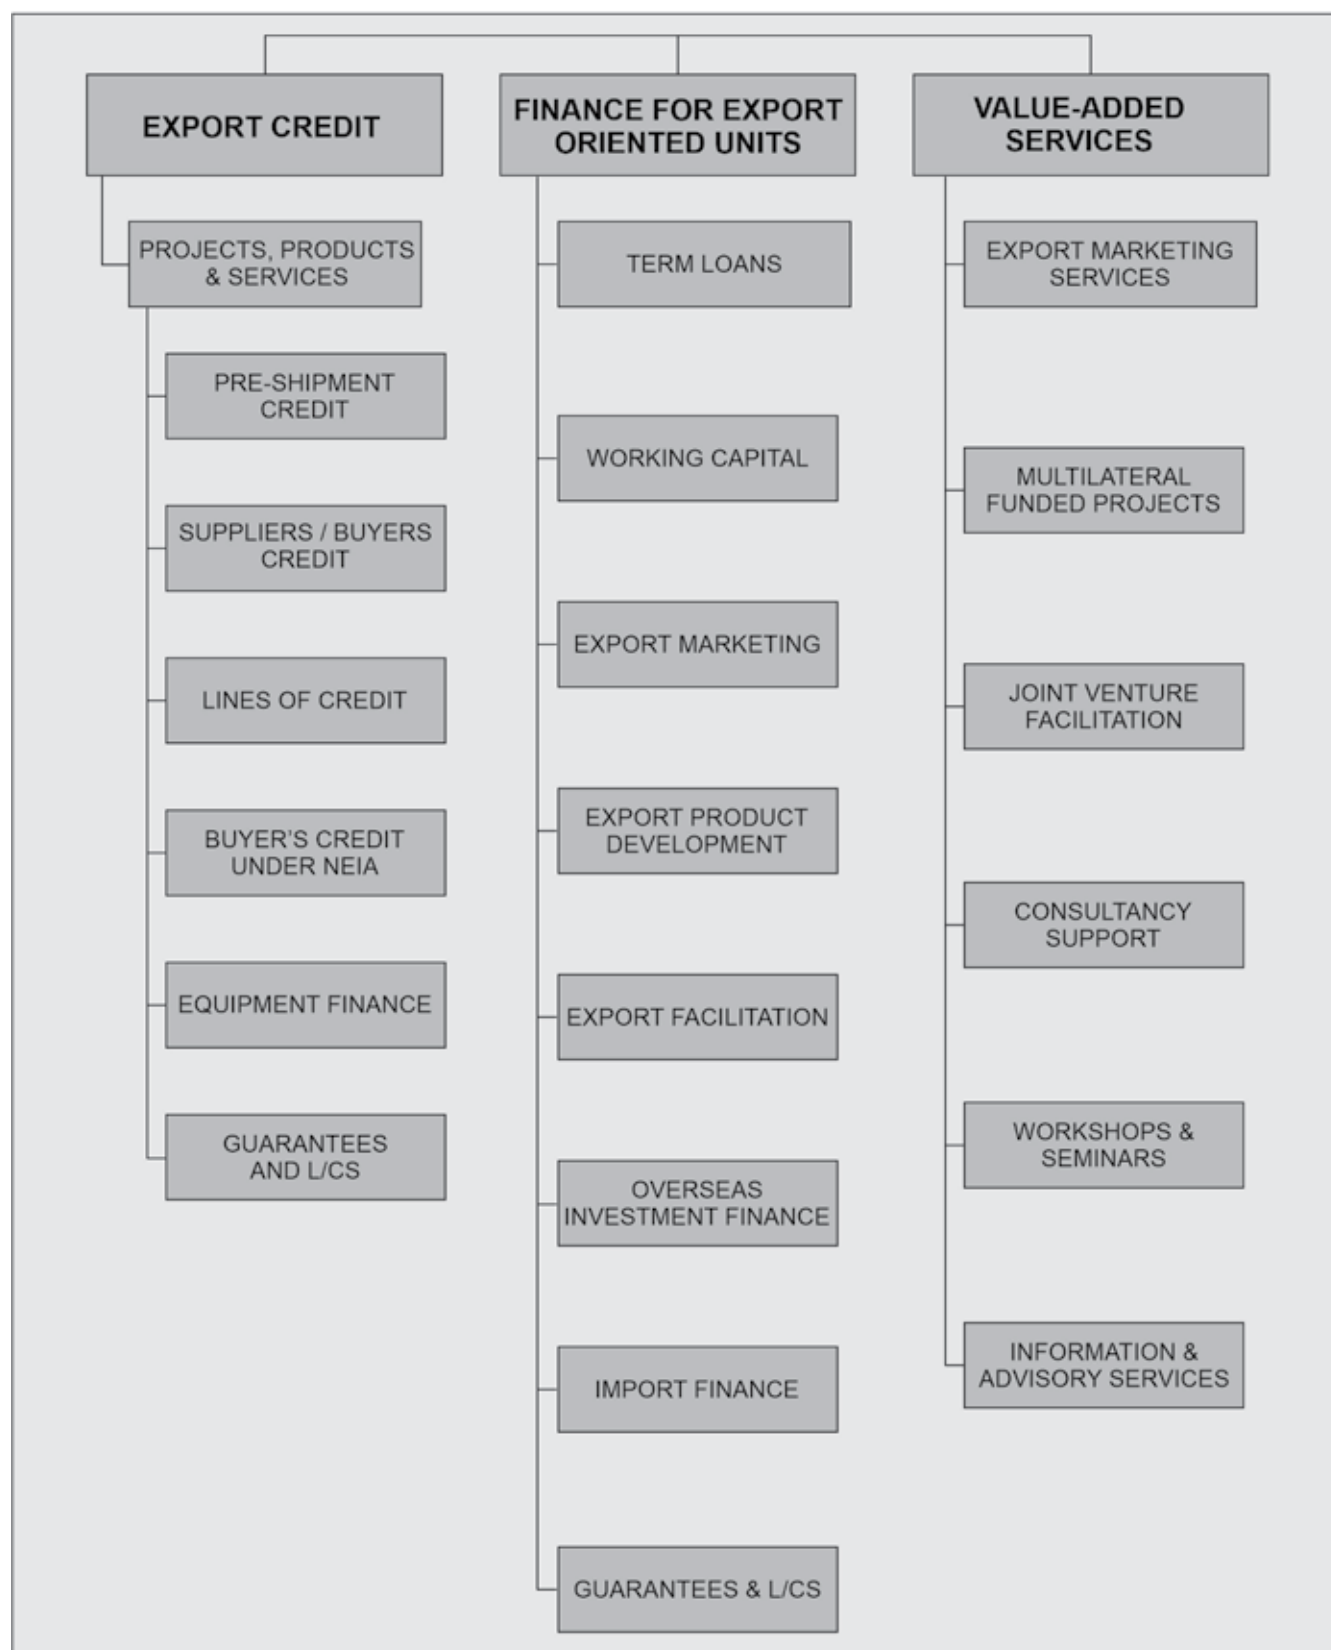 EXPORT CREDIT
PROJECTS, PRODUCTS
& SERVICES
PRE-SHIPMENT
CREDIT
SUPPLIERS / BUYERS
CREDIT
LINES OF CREDIT
BUYER’S CREDIT
UNDER NEIA
EQUIPMENT FINANCE
GUARANTEES
AND L/CS
FINANCE FOR EXPORT
ORIENTED UNITS
TERM LOANS
WORKING CAPITAL
EXPORT MARKETING
EXPORT PRODUCT
DEVELOPMENT
EXPORT FACILITATION
OVERSEAS
INVESTMENT FINANCE
IMPORT FINANCE
GUARANTEES & L/CS
VALUE-ADDED
SERVICES
EXPORT MARKETING
SERVICES
MULTILATERAL
FUNDED PROJECTS
JOINT VENTURE
FACILITATION
CONSULTANCY
SUPPORT
WORKSHOPS &
SEMINARS
INFORMATION &
ADVISORY SERVICES